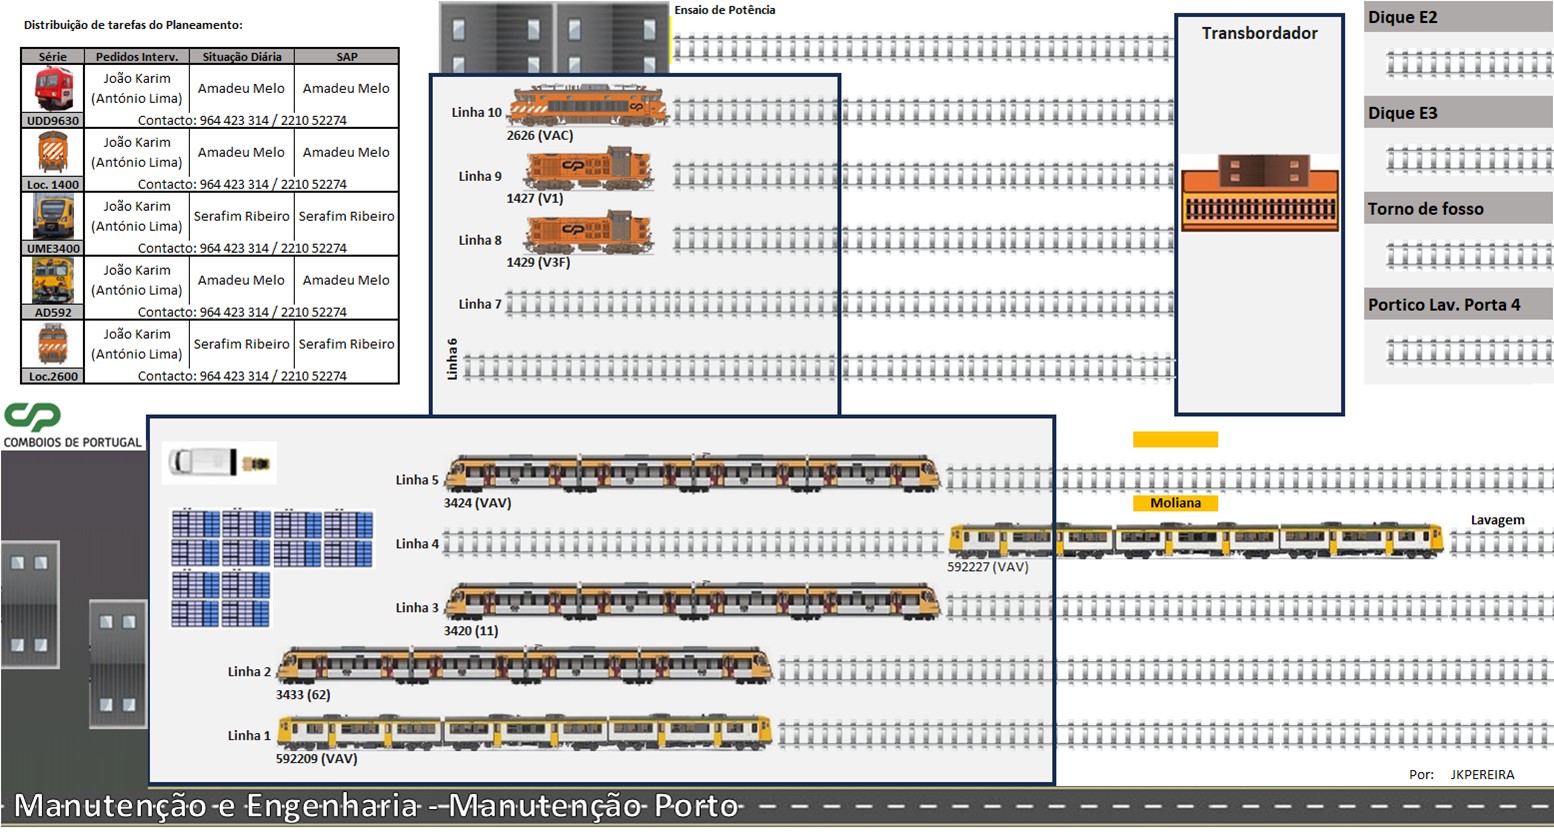 Distribuição de tarefas do Planeamento:
Série Pedidos Interv. Situação Diária SAP
João Karim
(António Lima) Amadeu Melo Amadeu Melo
UDD9630 Contacto: 964 423 314 / 2210 52274
João Karim
(António Lima) Amadeu Melo Amadeu Melo
Loc. 1400 Contacto: 964 423 314 / 2210 52274
João Karim
(António Lima) Serafim Ribeiro Serafim Ribeiro
UME3400 Contacto: 964 423 314 / 2210 52274
João Karim
(António Lima) Amadeu Melo Amadeu Melo
AD592 Contacto: 964 423 314 / 2210 52274
João Karim
(António Lima) Serafim Ribeiro Serafim Ribeiro
Loc.2600 Contacto: 964 423 314 / 2210 52274
Ensaio de Potência
Linha 10
2626 (VAC)
Linha 9
1427 (V1)
Linha 8
1429 (V3F)
Linha 7
Linha 6
Transbordador
Dique E2
Dique E3
Torno de fosso
Portico Lav. Porta 4
CP
COMBOIOS DE PORTUGAL
Linha 5
3424 (VAV)
Moliana
Linha 4
592227 (VAV)
Lavagem
Linha 3
3420 (11)
Linha 2
3433 (62)
Linha 1
592209 (VAV)
Por: JKPEREIRA
Manutenção e Engenharia - Manutenção Porto